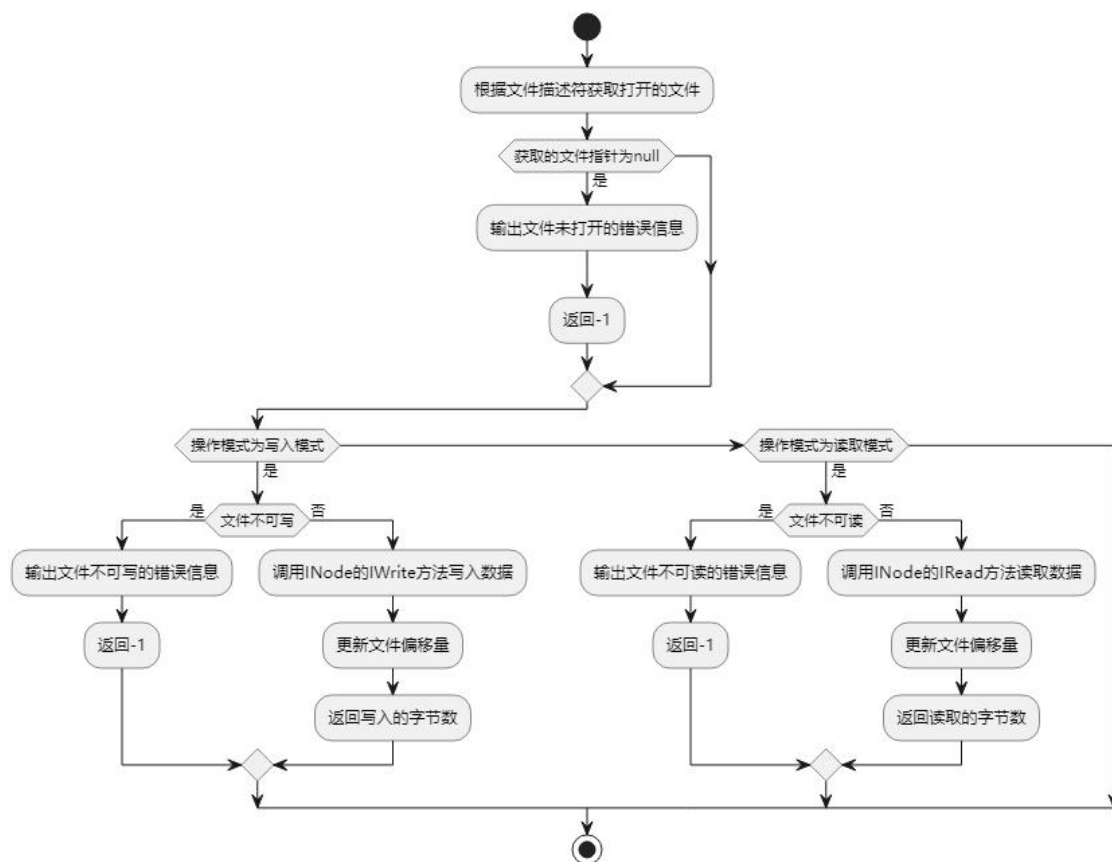 根据文件描述符获取打开的文件
获取的文件指针为null
是
输出文件未打开的错误信息
返回-1
操作模式为写入模式
操作模式为读取模式
是
是
是
文件不可写
否
是
文件不可读
否
输出文件不可写的错误信息
调用INode的IWrite方法写入数据
输出文件不可读的错误信息
调用INode的IRead方法读取数据
返回-1
更新文件偏移量
返回-1
更新文件偏移量
返回写入的字节数
返回读取的字节数